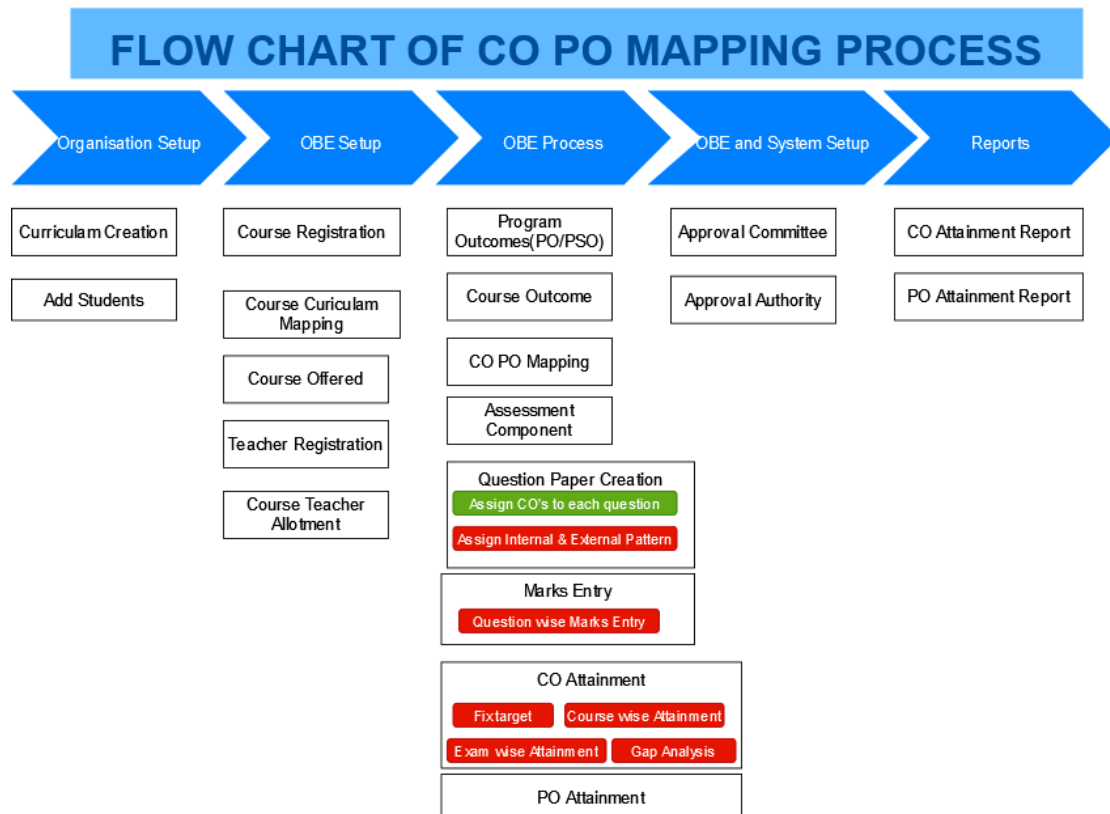 FLOW CHART OF CO PO MAPPING PROCESS
Organisation Setup
OBE Setup
OBE Process
OBE and System Setup
Reports
Curriculam Creation
Add Students
Course Registration
Course Curiculam
Mapping
Course Offered
Teacher Registration
Course Teacher
Allotment
Program
Outcomes(PO/PSO)
Course Outcome
CO PO Mapping
Assessment
Component
Question Paper Creation
Assign CO's to each question
Assign Internal & External Pattern
Marks Entry
Question wise Marks Entry
CO Attainment
Fixtarget
Course wise Attainment
Exam wise Attainment
Gap Analysis
PO Attainment
Approval Committee
Approval Authority
CO Attainment Report
PO Attainment Report